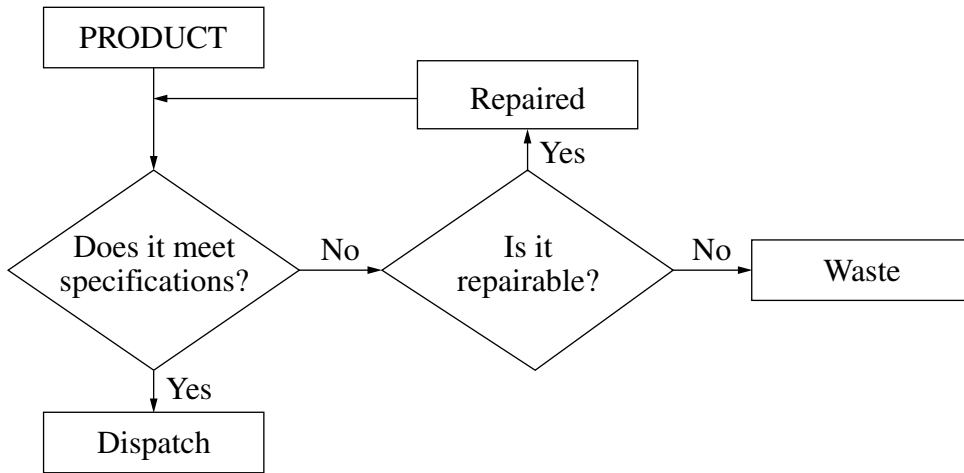 PRODUCT
Repaired
Yes
Does it meet
specifications?
No
Is it
repairable?
No
Waste
Yes
Dispatch